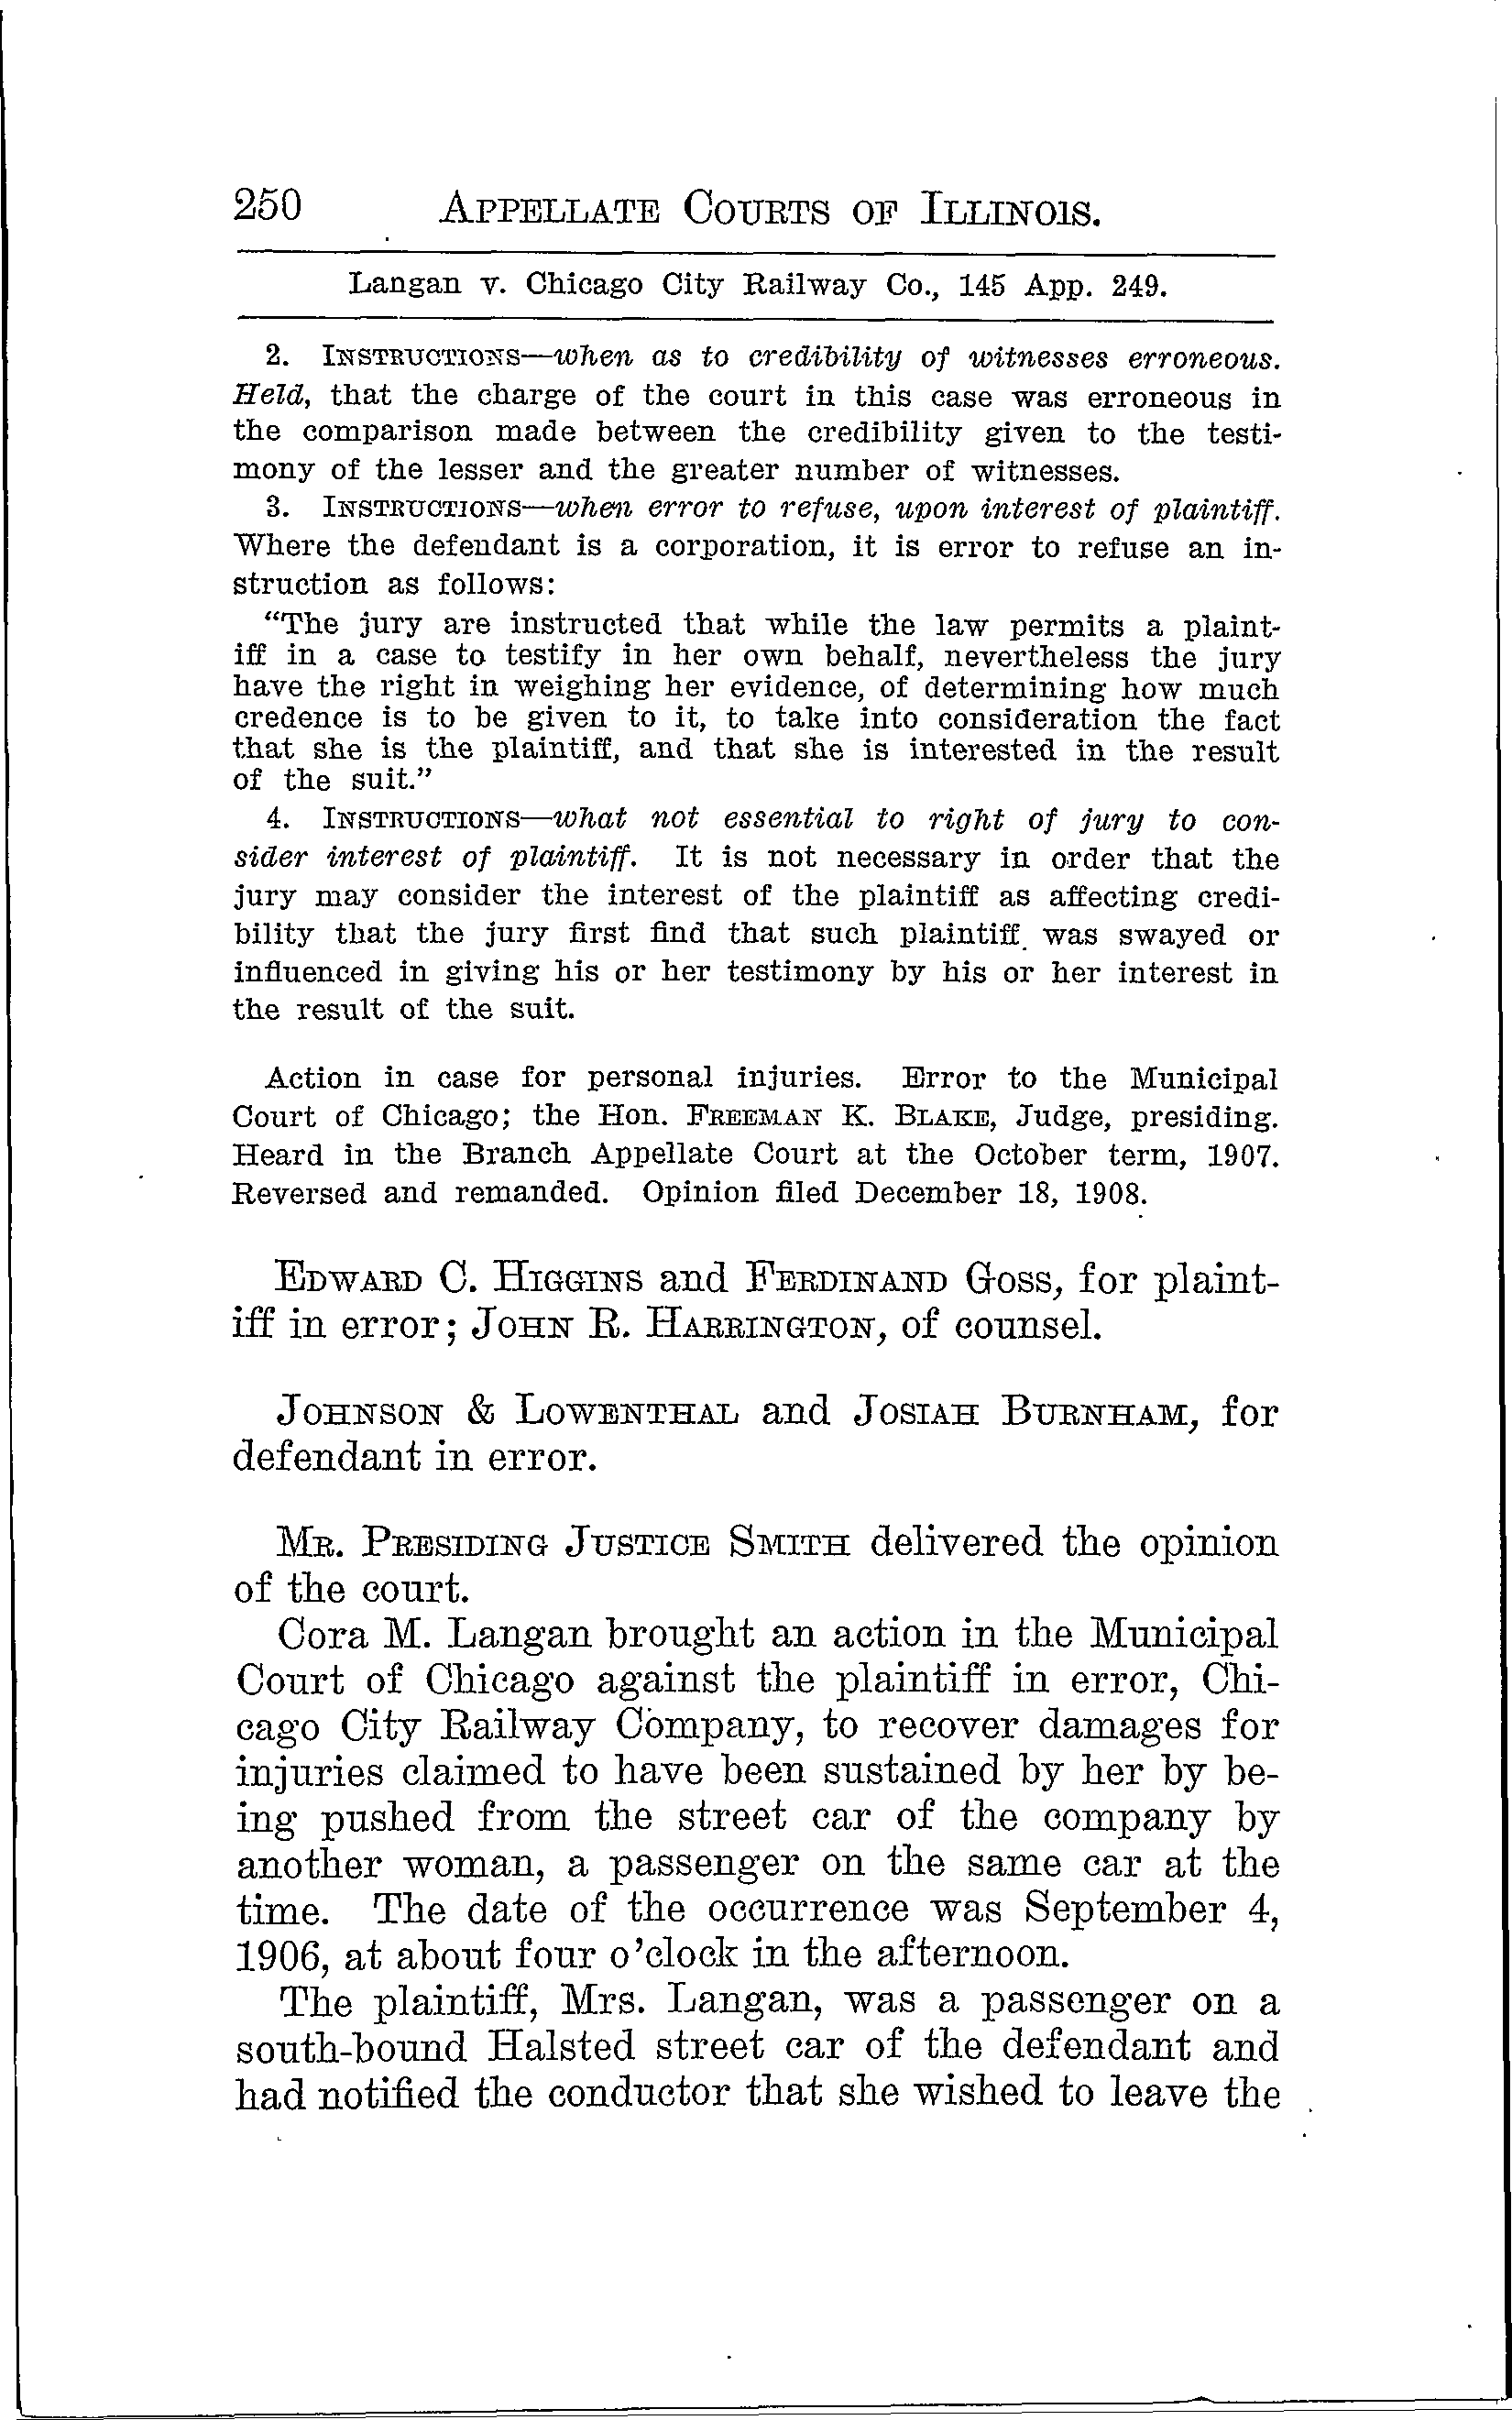 250 APPELLATE COURTS OF ILLINOIS.
Langan v. Chicago City Railway Co., 145 App. 249.
2. INSTRUCTIONS—when as to credibility of witnesses erroneous.
Held, that the charge of the court in this case was erroneous in
the comparison made between the credibility given to the testi-
mony of the lesser and the greater number of witnesses.
3. INSTRUCTIONS—when error to refuse, upon interest of plaintiff.
Where the defendant is a corporation, it is error to refuse an in-
struction as follows:
"The jury are instructed that while the law permits a plaint-
iff in a case to testify in her own behalf, nevertheless the jury
have the right in weighing her evidence, of determining how much
credence is to be given to it, to take into consideration the fact
that she is the plaintiff, and that she is interested in the result
of the suit."
4. INSTRUCTIONS—what not essential to right of jury to con-
sider interest of plaintiff. It is not necessary in order that the
jury may consider the interest of the plaintiff as affecting credi-
bility that the jury first find that such plaintiff was swayed or
influenced in giving his or her testimony by his or her interest in
the result of the suit.
Action in case for personal injuries. Error to the Municipal
Court of Chicago; the Hon. FREEMAN K. BLAKE, Judge, presiding.
Heard in the Branch Appellate Court at the October term, 1907.
Reversed and remanded. Opinion filed December 18, 1908.
EDWARD C. HIGGINS and FERDINAND GOSS, for plaint-
iff in error; JOHN R. HARRINGTON, of counsel.
JOHNSON & LOWENTHAL and JOSIAH BURNHAM, for
defendant in error.
MR. PRESIDING JUSTICE SMITH delivered the opinion
of the court.
Cora M. Langan brought an action in the Municipal
Court of Chicago against the plaintiff in error, Chi-
cago City Railway Company, to recover damages for
injuries claimed to have been sustained by her by be-
ing pushed from the street car of the company by
another woman, a passenger on the same car at the
time. The date of the occurrence was September 4,
1906, at about four o'clock in the afternoon.
The plaintiff, Mrs. Langan, was a passenger on a
south-bound Halsted street car of the defendant and
had notified the conductor that she wished to leave the